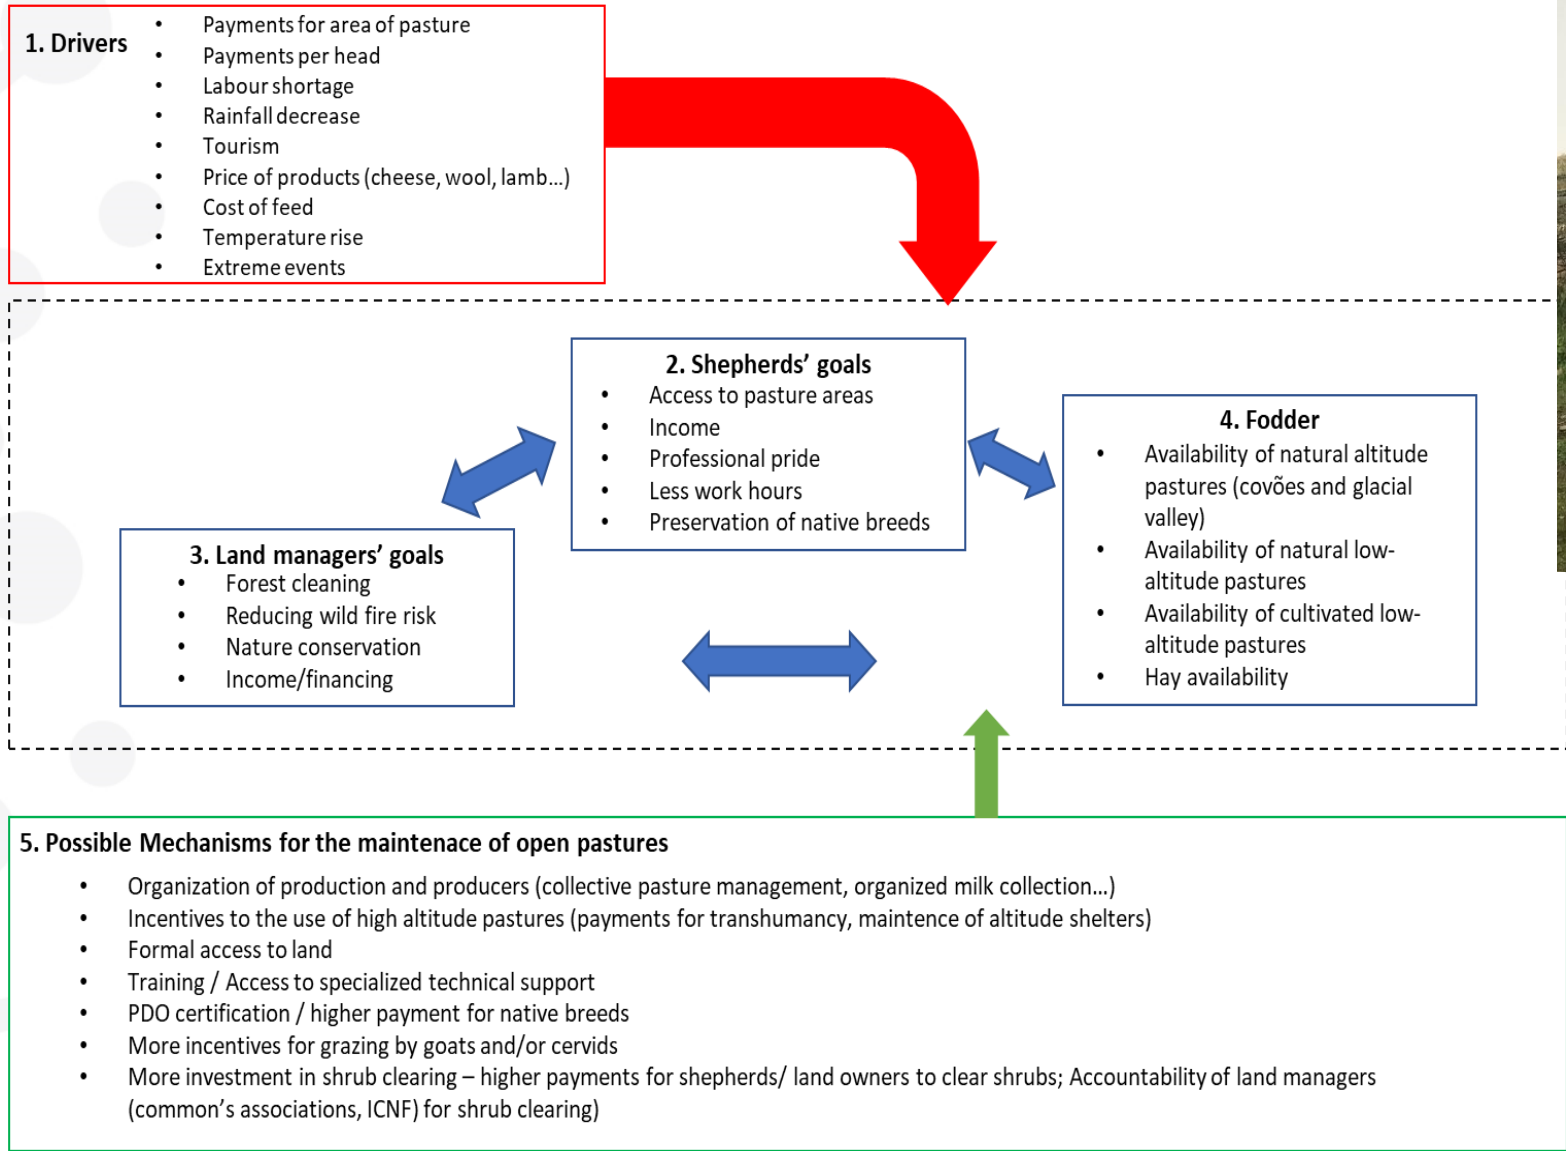 1. Drivers
• Payments for area of pasture
• Payments per head
• Labour shortage
• Rainfall decrease
• Tourism
• Price of products (cheese, wool, lamb...)
• Cost of feed
• Temperature rise
• Extreme events
2. Shepherds’ goals
• Access to pasture areas
• Income
• Professional pride
• Less work hours
• Preservation of native breeds
3. Land managers’ goals
• Forest cleaning
• Reducing wild fire risk
• Nature conservation
• Income/financing
4. Fodder
• Availability of natural altitude
pastures (covões and glacial
valley)
• Availability of natural low-
altitude pastures
• Availability of cultivated low-
altitude pastures
• Hay availability
5. Possible Mechanisms for the maintenace of open pastures
• Organization of production and producers (collective pasture management, organized milk collection...)
• Incentives to the use of high altitude pastures (payments for transhumancy, maintence of altitude shelters)
• Formal access to land
• Training / Access to specialized technical support
• PDO certification / higher payment for native breeds
• More incentives for grazing by goats and/or cervids
• More investment in shrub clearing – higher payments for shepherds/ land owners to clear shrubs; Accountability of land managers
(common’s associations, ICNF) for shrub clearing)